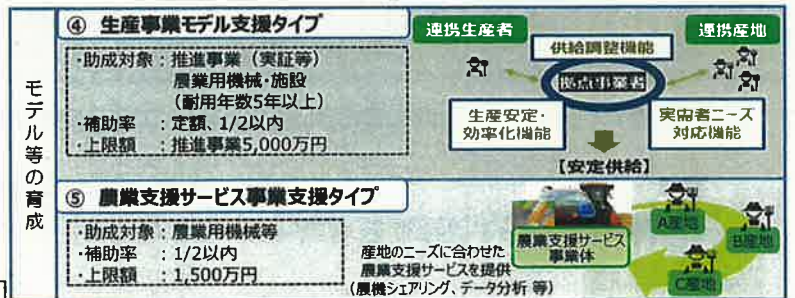 モデル等の育成
④ 生産事業モデル支援タイプ
・助成対象：推進事業（実証等）
農業用機械・施設
（耐用年数5年以上）
・補助率　：定額、1/2以内
・上限額　：推進事業5,000万円
連携生産者
連携産地
供給調整機能
拠点事業者
生産安定・
効率化機能
実需者ニーズ
対応機能
【安定供給】
⑤ 農業支援サービス事業支援タイプ
・助成対象：農業用機械等
・補助率　：1/2以内
・上限額　：1,500万円
産地のニーズに合わせた
農業支援サービスを提供
（農機シェアリング、データ分析 等）
農業支援サービス
事業体
A産地
B産地
C産地